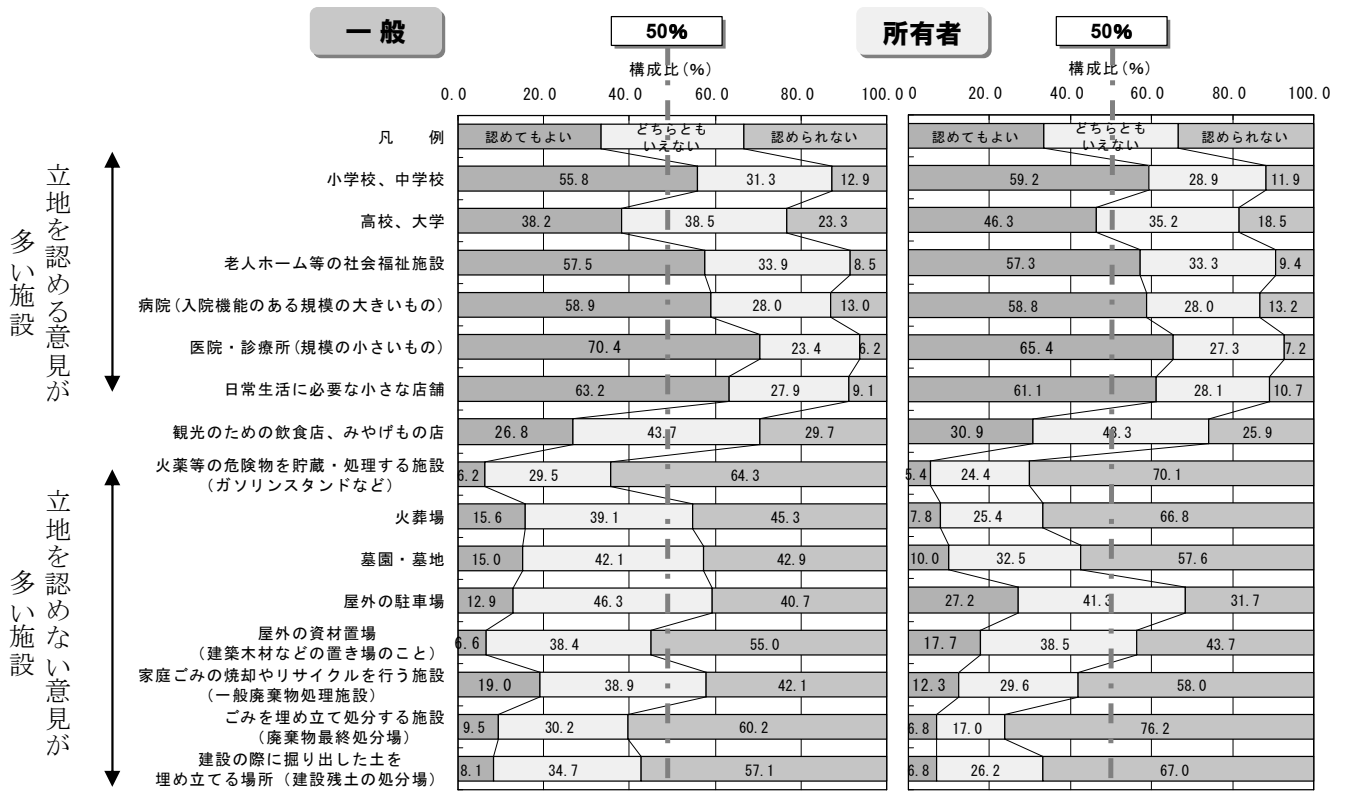 一般
50%
所有者
50%
構成比(%)
構成比(%)
0.0 20.0 40.0 60.0 80.0 100.0
0 20.0 40.0 60.0 80.0 100.0
凡 例
認めてもよい
どちらとも
いえない
認められない
認めてもよい
どちらとも
いえない
認められない
立地を認める意見が
多い施設
小学校、中学校 55.8 31.3 12.9 59.2 28.9 11.9
高校、大学 38.2 38.5 23.3 46.3 35.2 18.5
老人ホーム等の社会福祉施設 57.5 33.9 8.5 57.3 33.3 9.4
病院(入院機能のある規模の大きいもの) 58.9 28.0 13.0 58.8 28.0 13.2
医院・診療所(規模の小さいもの) 70.4 23.4 6.2 65.4 27.3 7.2
日常生活に必要な小さな店舗 63.2 27.9 9.1 61.1 28.1 10.7
観光のための飲食店、みやげもの店 26.8 43.7 29.7 30.9 43.3 25.9
立地を認めない意見が
多い施設
火薬等の危険物を貯蔵・処理する施設
(ガソリンスタンドなど) 6.2 29.5 64.3 5.4 24.4 70.1
火葬場 15.6 39.1 45.3 7.8 25.4 66.8
墓園・墓地 15.0 42.1 42.9 10.0 32.5 57.6
屋外の駐車場 12.9 46.3 40.7 27.2 41.3 31.7
屋外の資材置場
(建築木材などの置き場のこと) 6.6 38.4 55.0 17.7 38.5 43.7
家庭ごみの焼却やリサイクルを行う施設
(一般廃棄物処理施設) 19.0 38.9 42.1 12.3 29.6 58.0
ごみを埋め立て処分する施設
(廃棄物最終処分場) 9.5 30.2 60.2 6.8 17.0 76.2
建設の際に掘り出した土を
埋め立てる場所(建設残土の処分場) 8.1 34.7 57.1 6.8 26.2 67.0